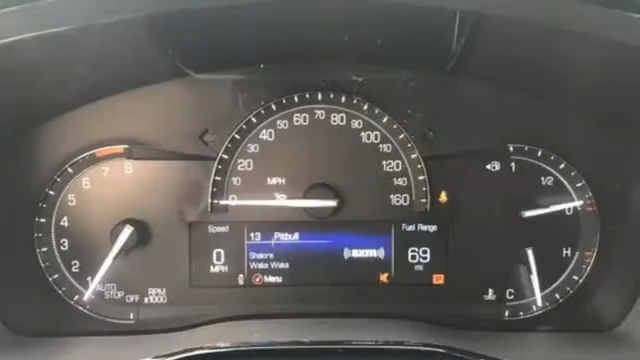 60 70
50 80
40 90
30 100
20 110
10 120
0 140
160
MPH
8
7
6
5
4
3
2
1
AUTO STOP OFF
RPM x1000
1
1/2
0
H
C
Speed
0
MPH
13 Pitbull
Shakira
Waka Waka
((sxm))
Menu
Fuel Range
69
mi